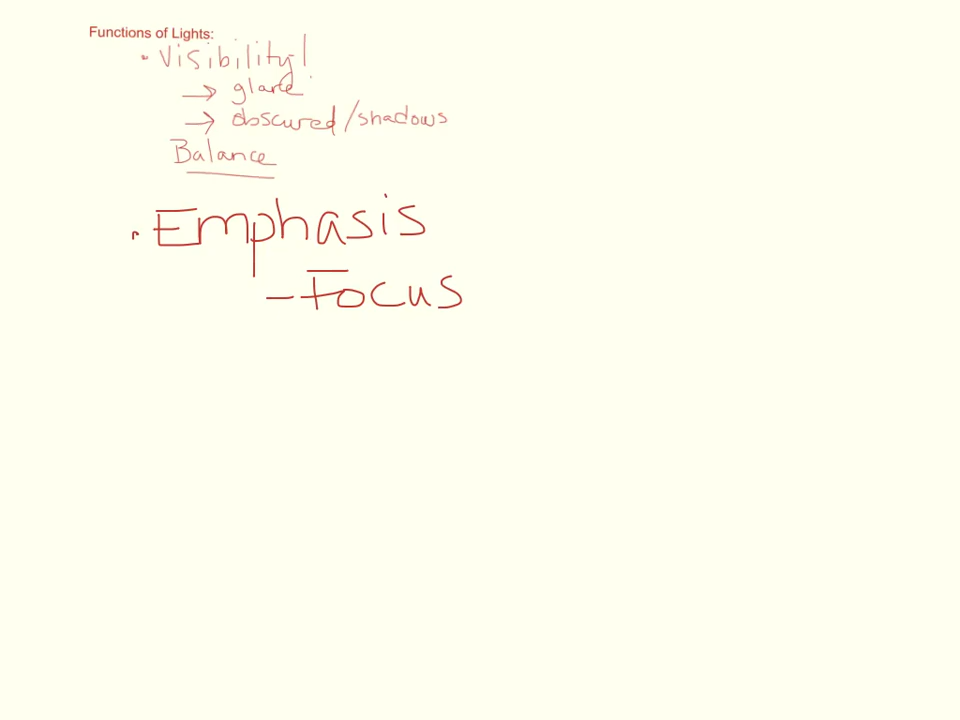 Functions of Lights:
• Visibility!
→ glare
→ obscured/shadows
Balance
• Emphasis
- Focus